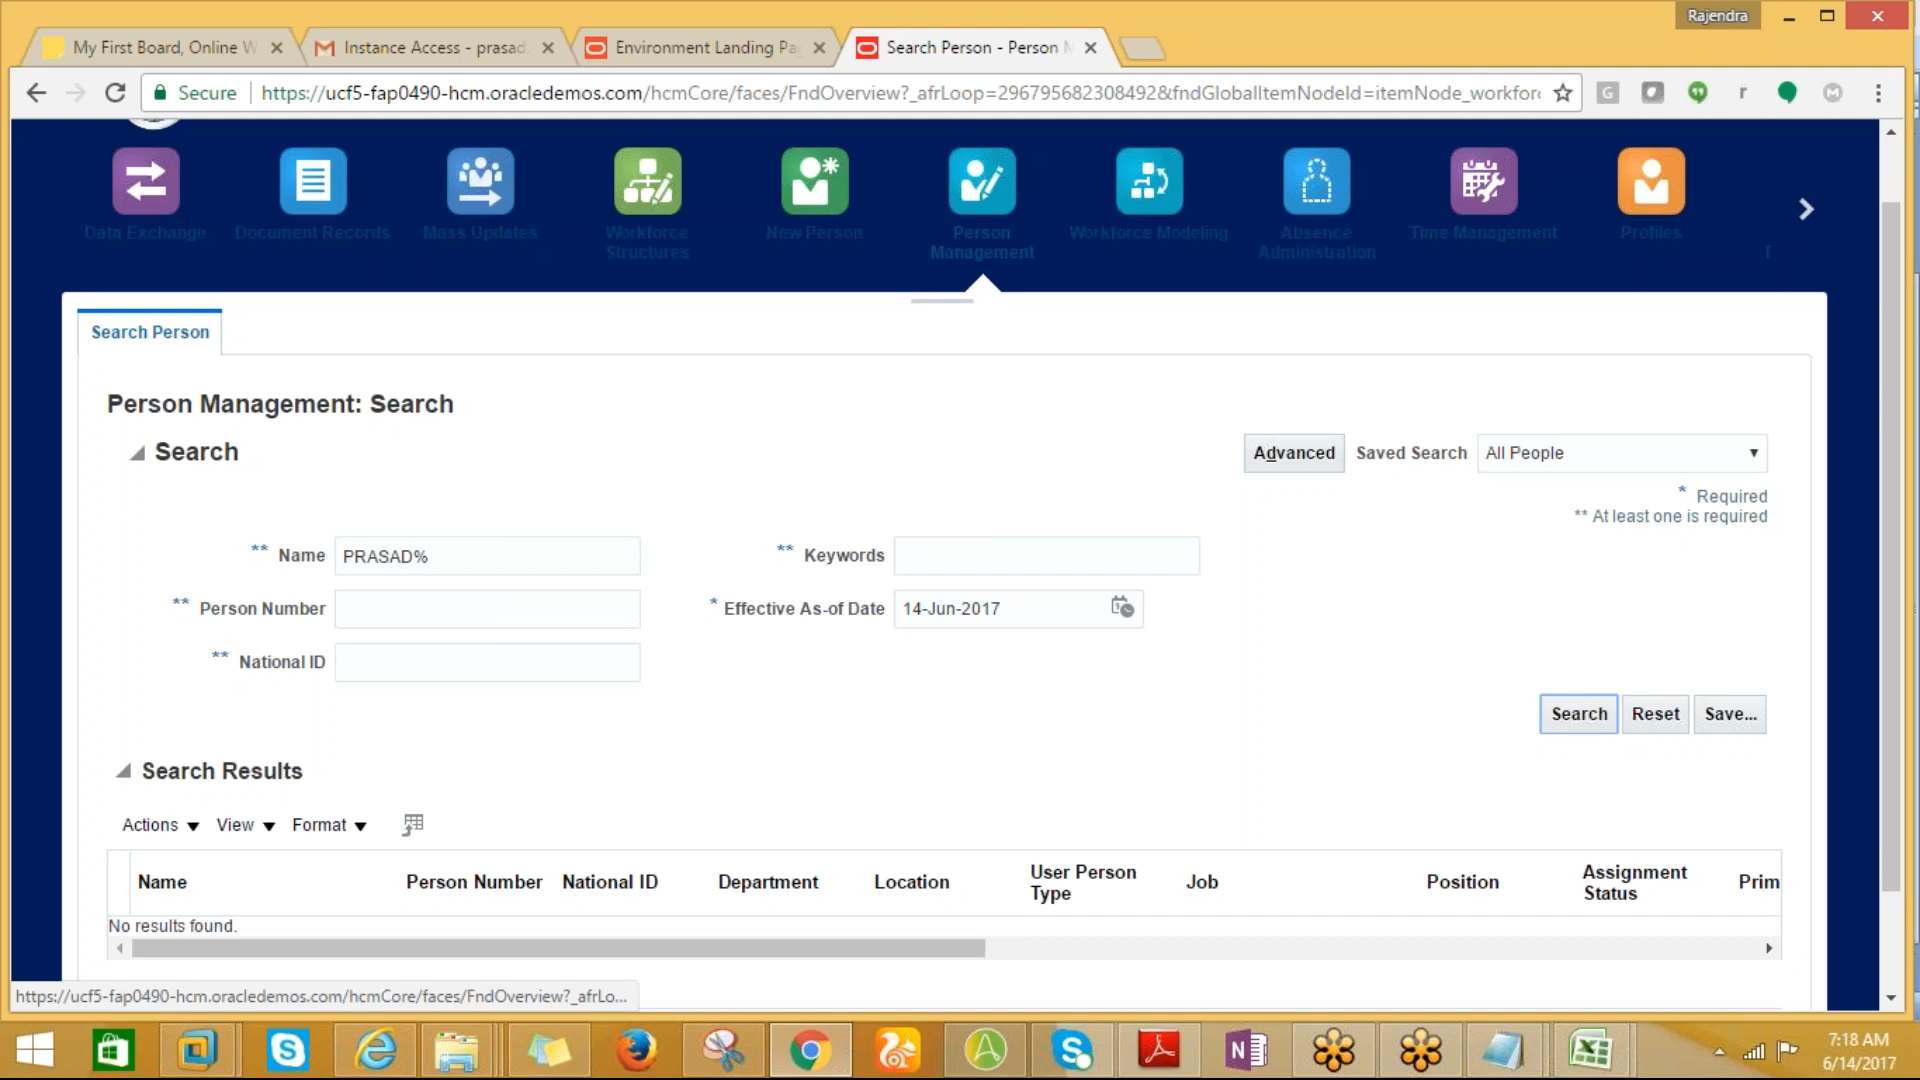 Rajendra
My First Board, Online W
Instance Access - prasad
Environment Landing Pa
Search Person - Person M
Secure
https://ucf5-fap0490-hcm.oracledemos.com/hcmCore/faces/FndOverview?_afrLoop=2967956823084928&fndGlobalItemNodeId=itemNode_workfor
Data Exchange
Document Records
Mass Updates
Workforce
Structures
New Person
Person
Management
Workforce Modeling
Absence
Administration
Time Management
Profiles
Search Person
Person Management: Search
Search
Advanced Saved Search All People
* Required
** At least one is required
** Name PRASAD%
** Keywords
** Person Number
* Effective As-of Date 14-Jun-2017
** National ID
Search Reset Save...
Search Results
Actions View Format
Name Person Number National ID Department Location User Person Type Job Position Assignment Status Prim
No results found.
https://ucf5-fap0490-hcm.oracledemos.com/hcmCore/faces/FndOverview?_afrLo...
7:18 AM
6/14/2017